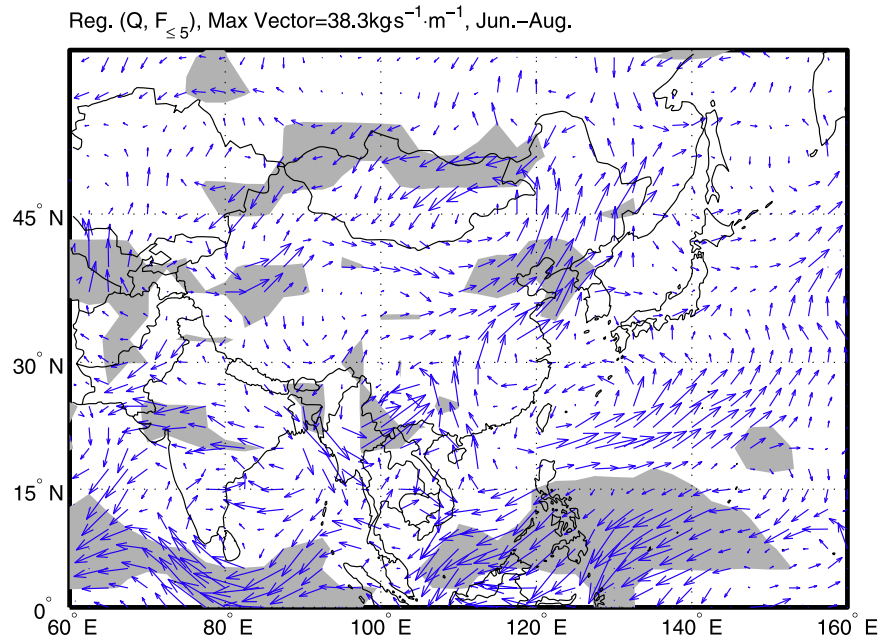 Reg. (Q, F≤5), Max Vector=38.3kg·s⁻¹·m⁻¹, Jun.−Aug.
45° N
30° N
15° N
0°
60° E 80° E 100° E 120° E 140° E 160° E